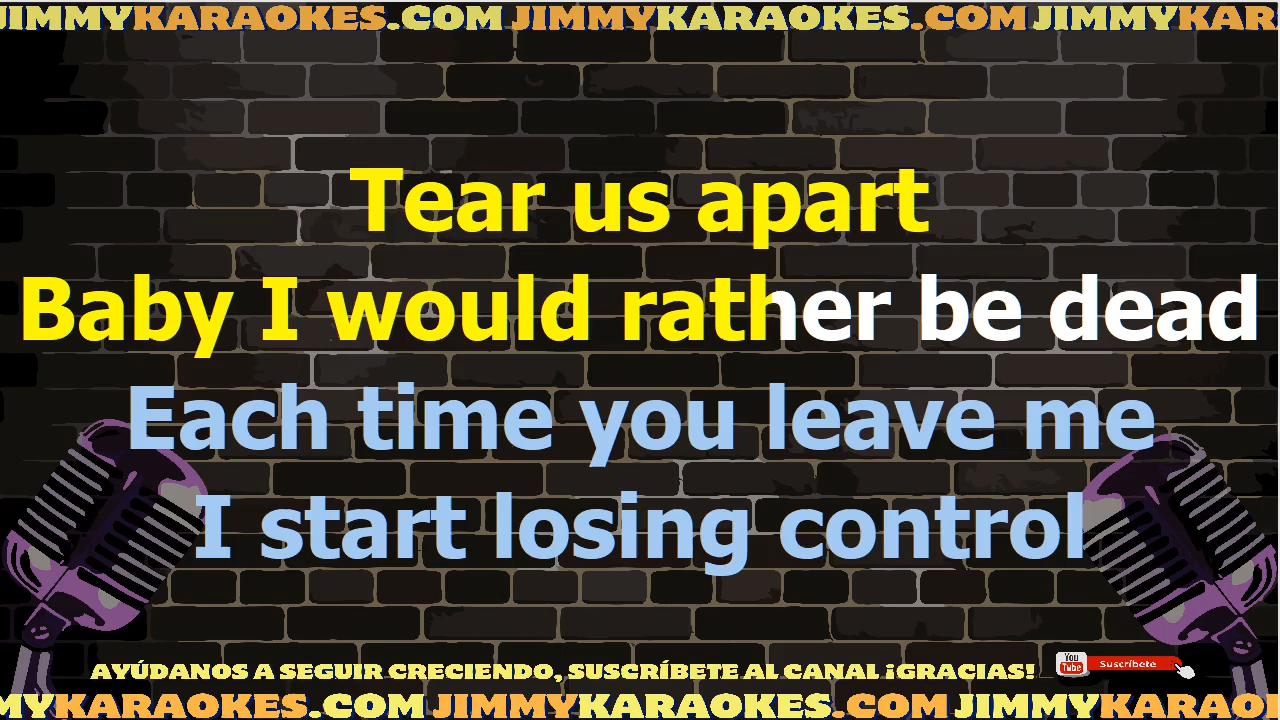 JIMMYKARAOKES.COM JIMMYKARAOKES.COM JIMMYKAR
Tear us apart
Baby I would rather be dead
Each time you leave me
I start losing control
AYÚDANOS A SEGUIR CRECIENDO, SUSCRÍBETE AL CANAL ¡GRACIAS!
You Tube Suscríbete
MYKARAOKES.COM JIMMYKARAOKES.COM JIMMYKARAO